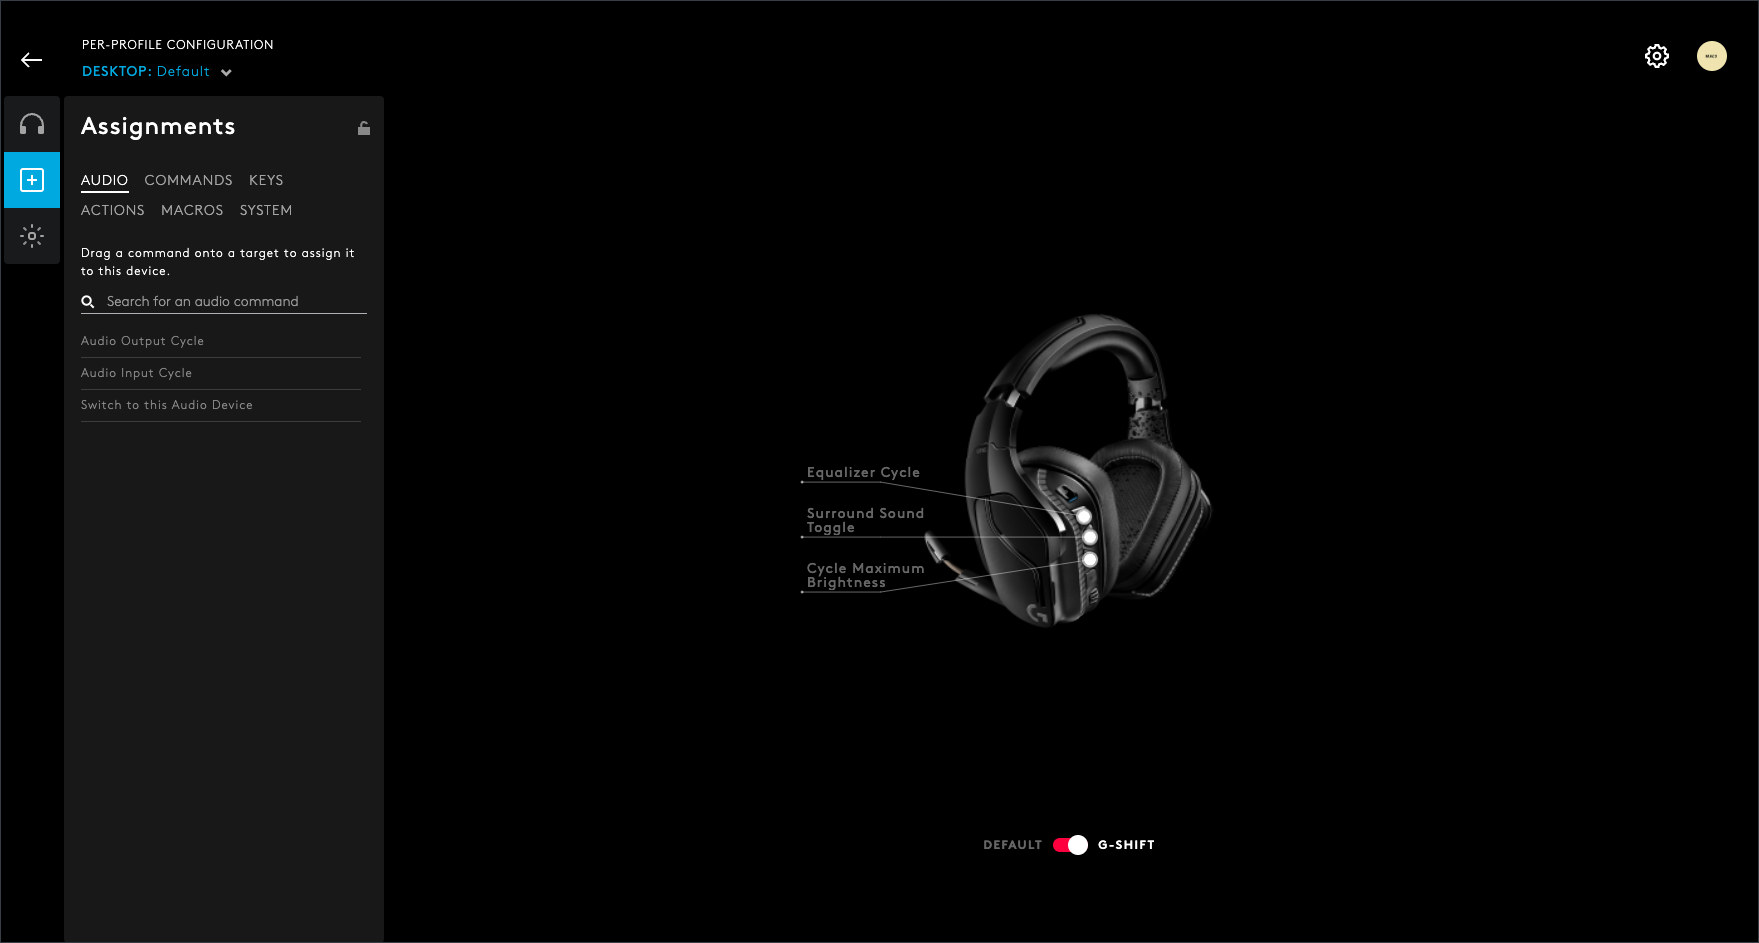 PER-PROFILE CONFIGURATION
DESKTOP: Default
Assignments
AUDIO COMMANDS KEYS
ACTIONS MACROS SYSTEM
Drag a command onto a target to assign it
to this device.
Search for an audio command
Audio Output Cycle
Audio Input Cycle
Switch to this Audio Device
Equalizer Cycle
Surround Sound
Toggle
Cycle Maximum
Brightness
DEFAULT G-SHIFT